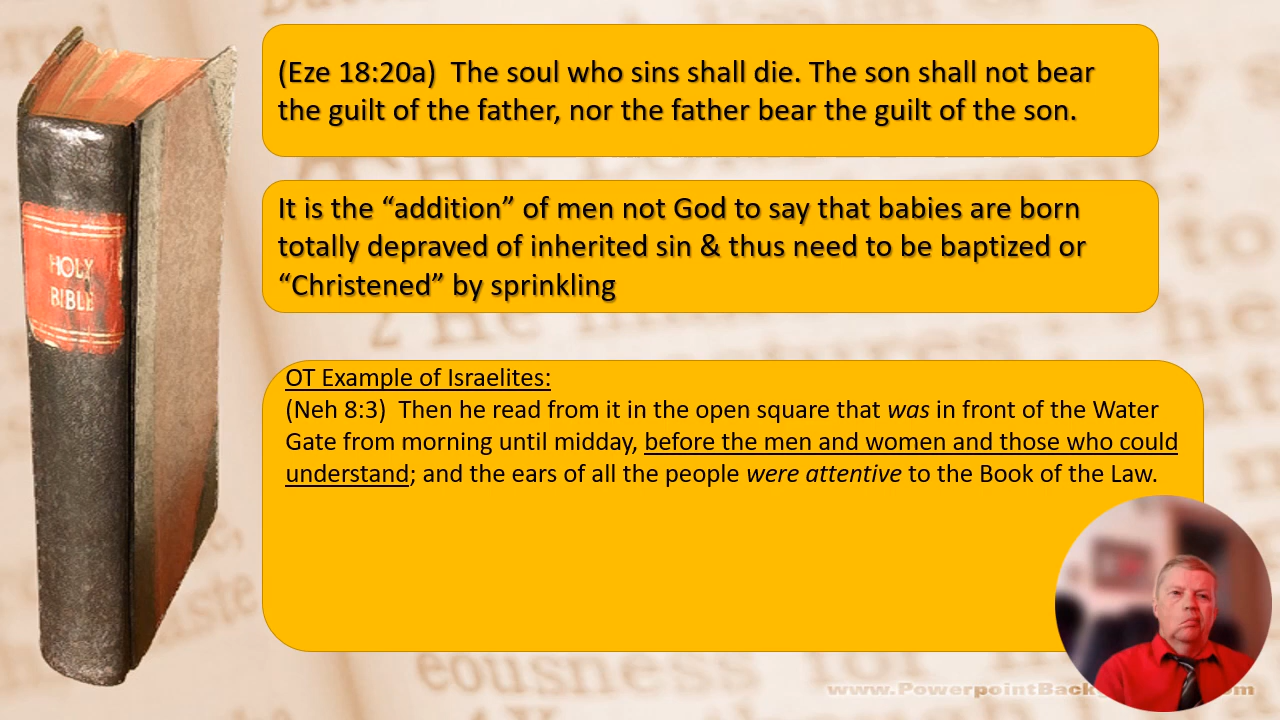 (Eze 18:20a)  The soul who sins shall die. The son shall not bear
the guilt of the father, nor the father bear the guilt of the son.
It is the “addition” of men not God to say that babies are born
totally depraved of inherited sin & thus need to be baptized or
“Christened” by sprinkling
HOLY
BIBLE
OT Example of Israelites:
(Neh 8:3)  Then he read from it in the open square that was in front of the Water
Gate from morning until midday, before the men and women and those who could
understand; and the ears of all the people were attentive to the Book of the Law.
eousness for
www.PowerpointBack